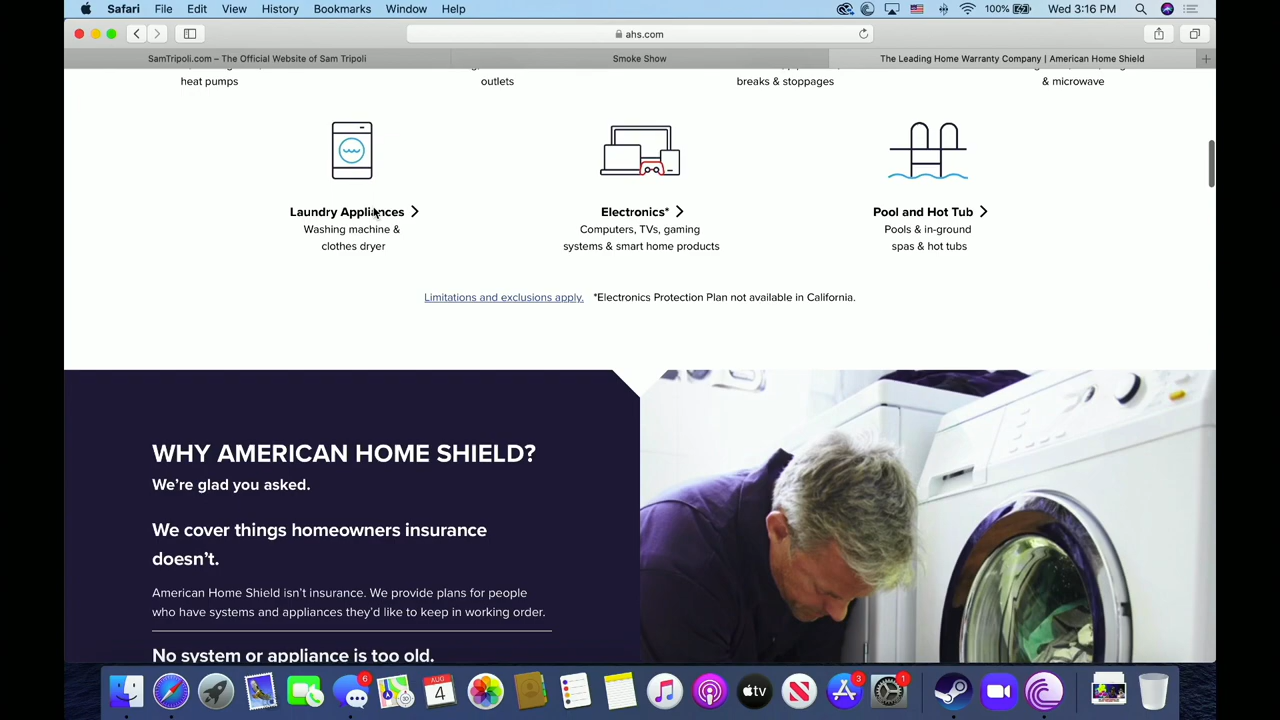 Safari File Edit View History Bookmarks Window Help 100% Wed 3:16 PM
ahs.com
SamTripoli.com – The Official Website of Sam Tripoli Smoke Show The Leading Home Warranty Company | American Home Shield
heat pumps outlets breaks & stoppages & microwave
Laundry Appliances Electronics* Pool and Hot Tub
Washing machine & Computers, TVs, gaming Pools & in-ground
clothes dryer systems & smart home products spas & hot tubs
Limitations and exclusions apply. *Electronics Protection Plan not available in California.
WHY AMERICAN HOME SHIELD?
We're glad you asked.
We cover things homeowners insurance
doesn't.
American Home Shield isn't insurance. We provide plans for people
who have systems and appliances they'd like to keep in working order.
No system or appliance is too old.
6 AUG 4 tv 3 1